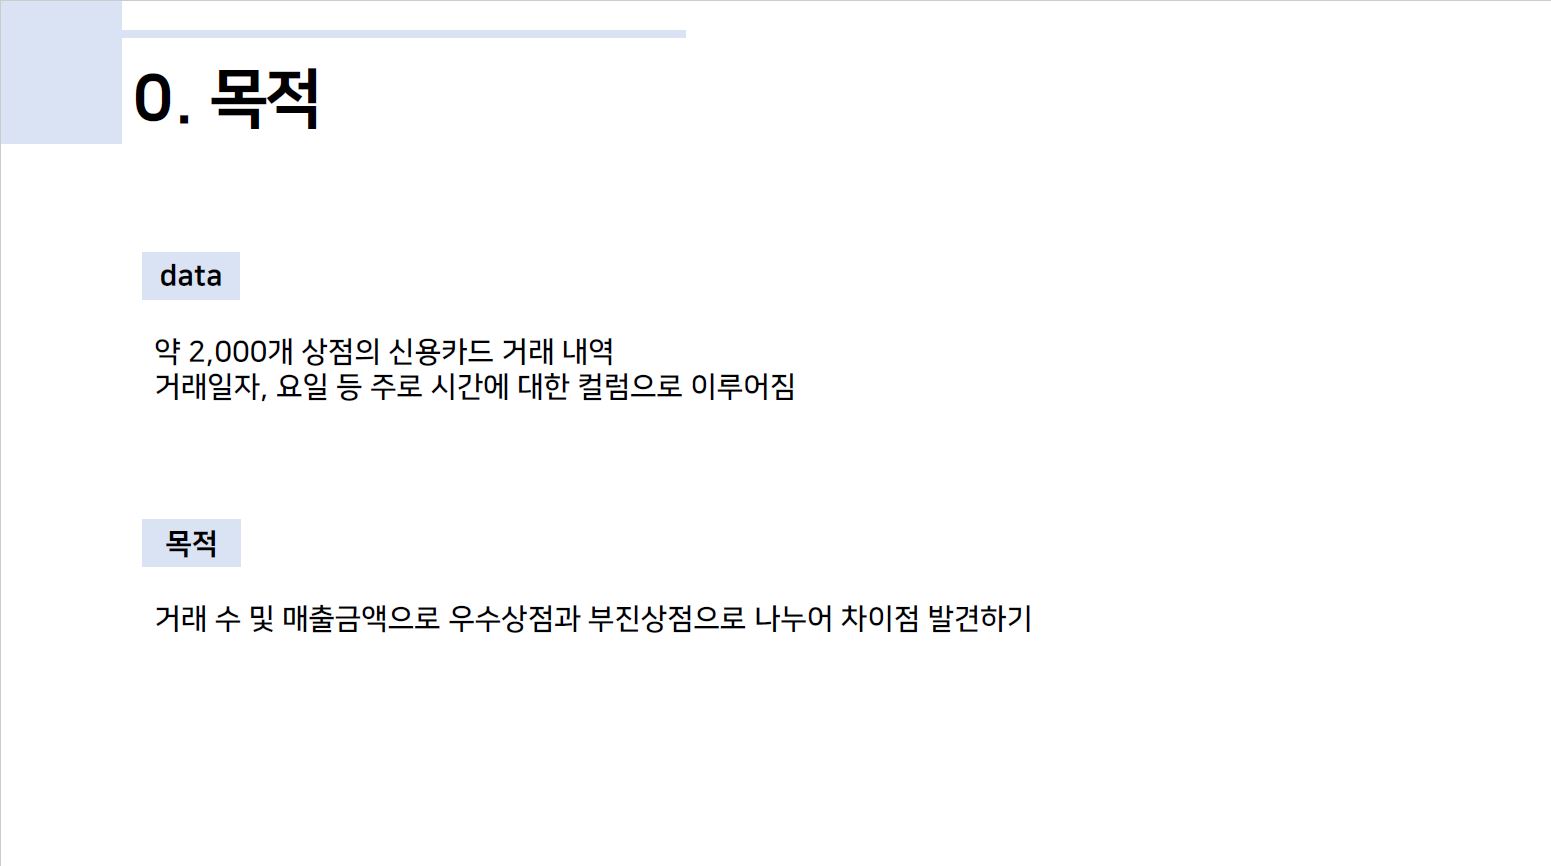 0. 목적
data
약 2,000개 상점의 신용카드 거래 내역
거래일자, 요일 등 주로 시간에 대한 컬럼으로 이루어짐
목적
거래 수 및 매출금액으로 우수상점과 부진상점으로 나누어 차이점 발견하기